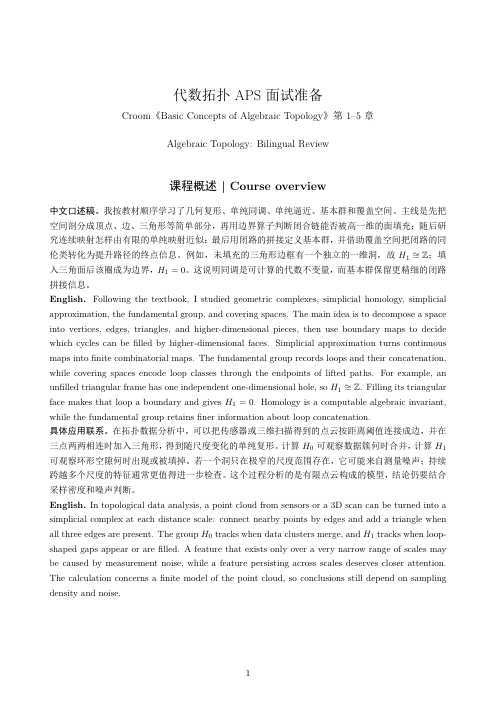 代数拓扑 APS 面试准备
Croom《Basic Concepts of Algebraic Topology》第 1–5 章
Algebraic Topology: Bilingual Review
课程概述 | Course overview
中文口述稿。我按教材顺序学习了几何复形、单纯同调、单纯逼近、基本群和覆盖空间。主线是先把
空间剖分成顶点、边、三角形等简单部分，再用边界算子判断闭合链能否被高一维的面填充；随后研
究连续映射怎样由有限的单纯映射近似；最后用闭路的拼接定义基本群，并借助覆盖空间把闭路的同
伦类转化为提升路径的终点信息。例如，未填充的三角形边框有一个独立的一维洞，故 H₁ ≅ ℤ；填
入三角面后该圈成为边界，H₁ = 0。这说明同调是可计算的代数不变量，而基本群保留更精细的闭路
拼接信息。
English. Following the textbook, I studied geometric complexes, simplicial homology, simplicial
approximation, the fundamental group, and covering spaces. The main idea is to decompose a space
into vertices, edges, triangles, and higher-dimensional pieces, then use boundary maps to decide
which cycles can be filled by higher-dimensional faces. Simplicial approximation turns continuous
maps into finite combinatorial maps. The fundamental group records loops and their concatenation,
while covering spaces encode loop classes through the endpoints of lifted paths. For example, an
unfilled triangular frame has one independent one-dimensional hole, so H₁ ≅ ℤ. Filling its triangular
face makes that loop a boundary and gives H₁ = 0. Homology is a computable algebraic invariant,
while the fundamental group retains finer information about loop concatenation.
具体应用联系。在拓扑数据分析中，可以把传感器或三维扫描得到的点云按距离阈值连接成边，并在
三点两两相连时加入三角形，得到随尺度变化的单纯复形。计算 H₀ 可观察数据簇何时合并，计算 H₁
可观察环形空隙何时出现或被填掉。若一个洞只在极窄的尺度范围存在，它可能来自测量噪声；持续
跨越多个尺度的特征通常更值得进一步检查。这个过程分析的是有限点云构成的模型，结论仍要结合
采样密度和噪声判断。
English. In topological data analysis, a point cloud from sensors or a 3D scan can be turned into a
simplicial complex at each distance scale: connect nearby points by edges and add a triangle when
all three edges are present. The group H₀ tracks when data clusters merge, and H₁ tracks when loop-
shaped gaps appear or are filled. A feature that exists only over a very narrow range of scales may
be caused by measurement noise, while a feature persisting across scales deserves closer attention.
The calculation concerns a finite model of the point cloud, so conclusions still depend on sampling
density and noise.
1